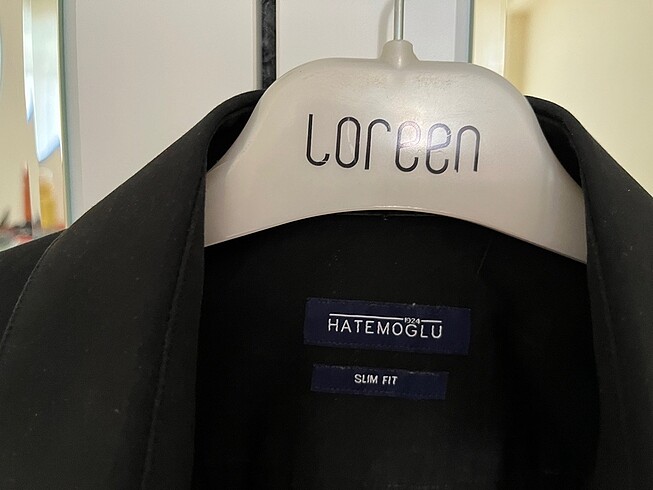 Loreen
1924
HATEMOGLU
SLIM FIT